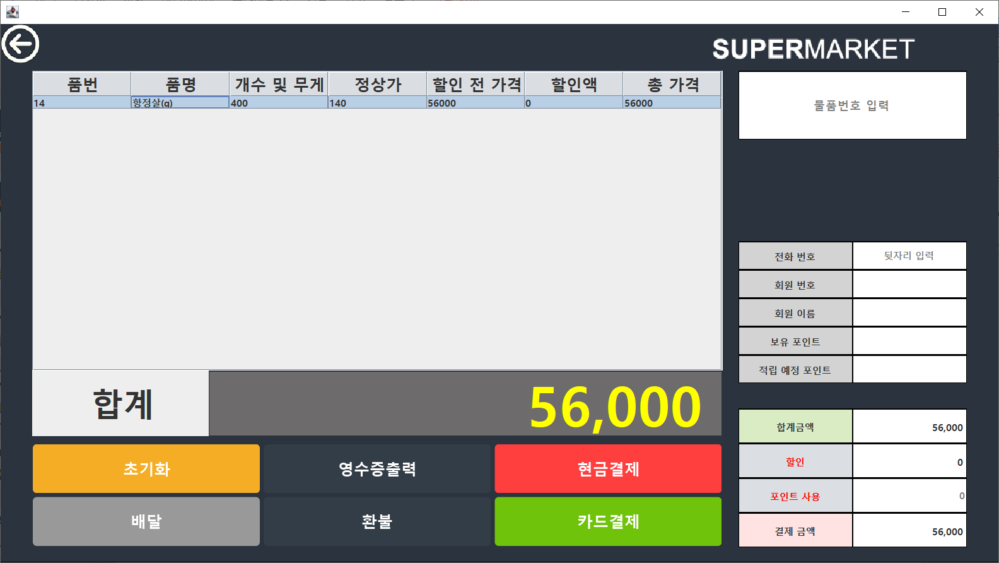 SUPERMARKET
품번 품명 개수 및 무게 정상가 할인 전 가격 할인액 총 가격
14 항정살(g) 400 140 56000 0 56000
물품번호 입력
전화 번호 뒷자리 입력
회원 번호
회원 이름
보유 포인트
적립 예정 포인트
합계 56,000
합계금액 56,000
할인 0
포인트 사용 0
결제 금액 56,000
초기화 영수증출력 현금결제
배달 환불 카드결제